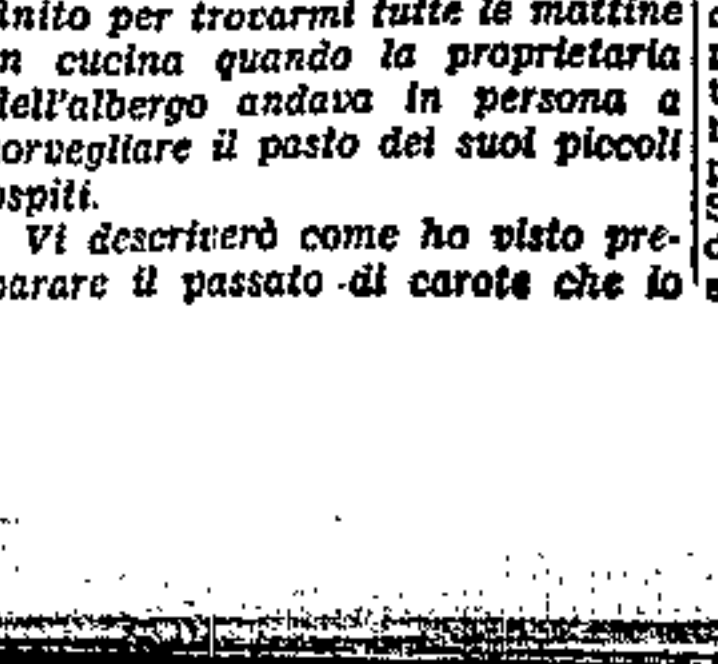 inito per trovarmi tutte le mattine
n cucina quando la proprietaria
dell'albergo andava in persona a
sorvegliare il pasto dei suoi piccoli
ospiti.
Vi descriverò come ho visto pre-
parare il passato di carote che lo